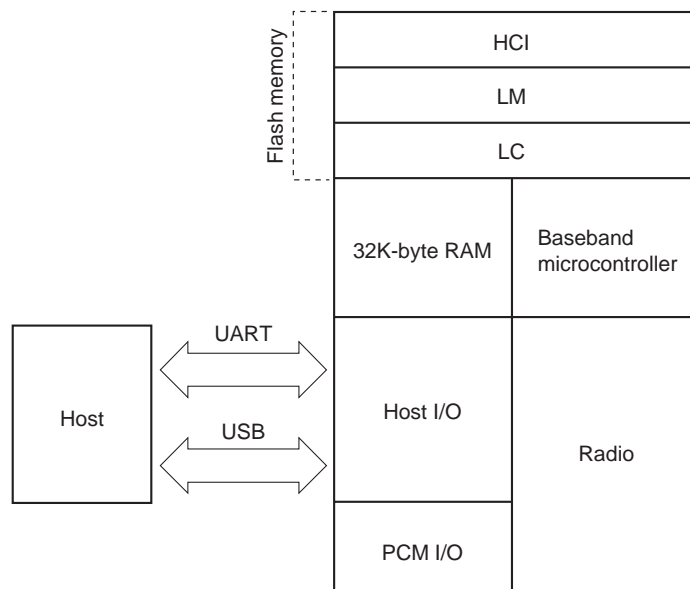 Flash memory
HCI
LM
LC
32K-byte RAM
Baseband
microcontroller
UART
Host
Host I/O
USB
Radio
PCM I/O